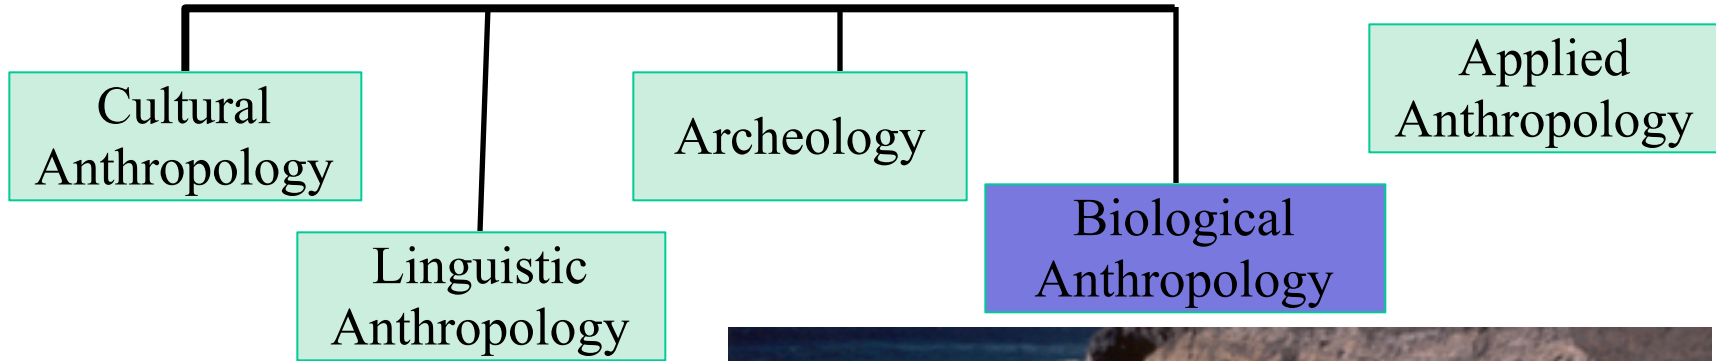 Cultural
Anthropology
Linguistic
Anthropology
Archeology
Biological
Anthropology
Applied
Anthropology